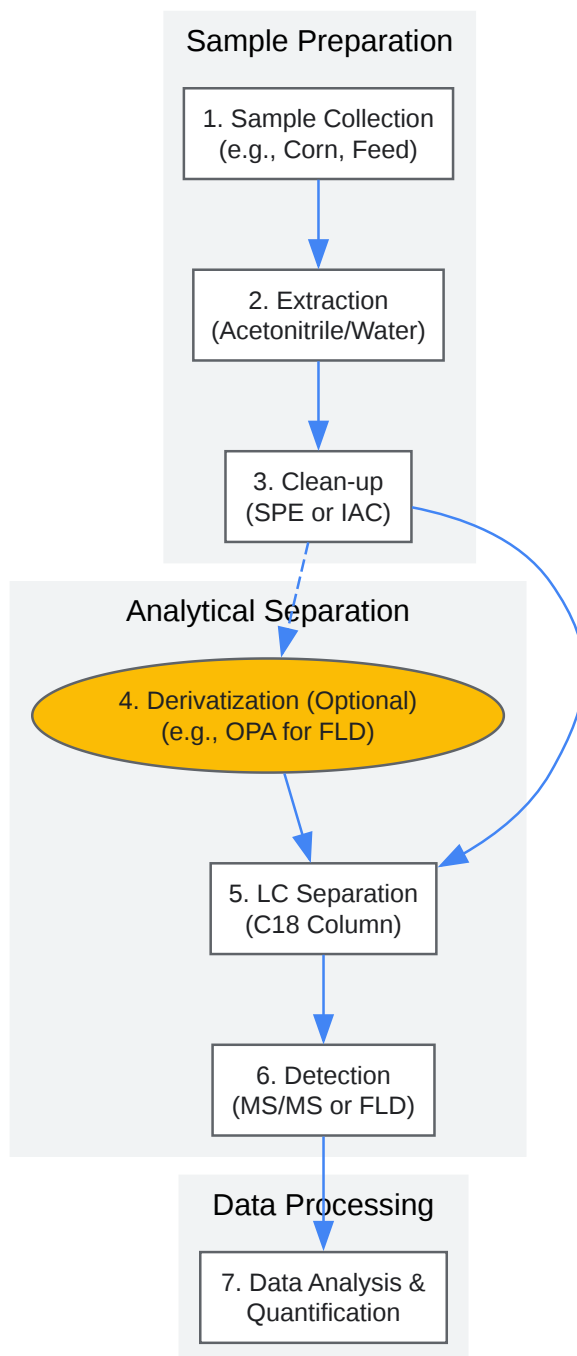 Sample Preparation
1. Sample Collection
(e.g., Corn, Feed)
2. Extraction
(Acetonitrile/Water)
3. Clean-up
(SPE or IAC)
Analytical Separation
4. Derivatization (Optional)
(e.g., OPA for FLD)
5. LC Separation
(C18 Column)
6. Detection
(MS/MS or FLD)
Data Processing
7. Data Analysis &
Quantification